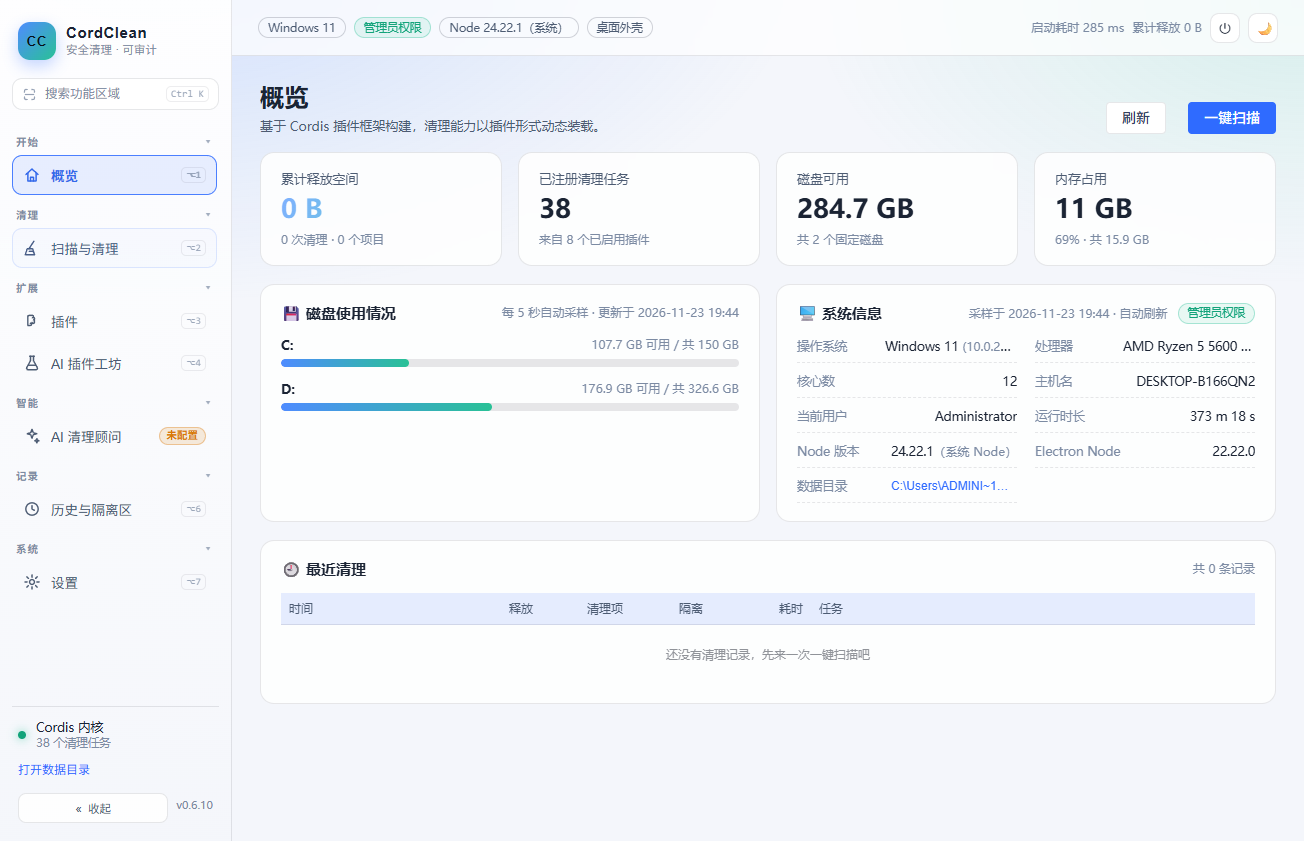 CC
CordClean
安全清理 · 可审计
搜索功能区域
Ctrl K
开始
概览
⌥1
清理
扫描与清理
⌥2
扩展
插件
⌥3
AI 插件工坊
⌥4
智能
AI 清理顾问
未配置
记录
历史与隔离区
⌥6
系统
设置
⌥7
Cordis 内核
38 个清理任务
打开数据目录
« 收起
v0.6.10
Windows 11
管理员权限
Node 24.22.1（系统）
桌面外壳
启动耗时 285 ms 累计释放 0 B
概览
基于 Cordis 插件框架构建，清理能力以插件形式动态装载。
刷新
一键扫描
累计释放空间
0 B
0 次清理 · 0 个项目
已注册清理任务
38
来自 8 个已启用插件
磁盘可用
284.7 GB
共 2 个固定磁盘
内存占用
11 GB
69% · 共 15.9 GB
磁盘使用情况
每 5 秒自动采样 · 更新于 2026-11-23 19:44
C:
107.7 GB 可用 / 共 150 GB
D:
176.9 GB 可用 / 共 326.6 GB
系统信息
采样于 2026-11-23 19:44 · 自动刷新
管理员权限
操作系统 Windows 11 (10.0.2...
处理器 AMD Ryzen 5 5600 ...
核心数 12
主机名 DESKTOP-B166QN2
当前用户 Administrator
运行时长 373 m 18 s
Node 版本 24.22.1（系统 Node）
Electron Node 22.22.0
数据目录 C:\Users\ADMINI~1...
最近清理
共 0 条记录
时间 释放 清理项 隔离 耗时 任务
还没有清理记录，先来一次一键扫描吧